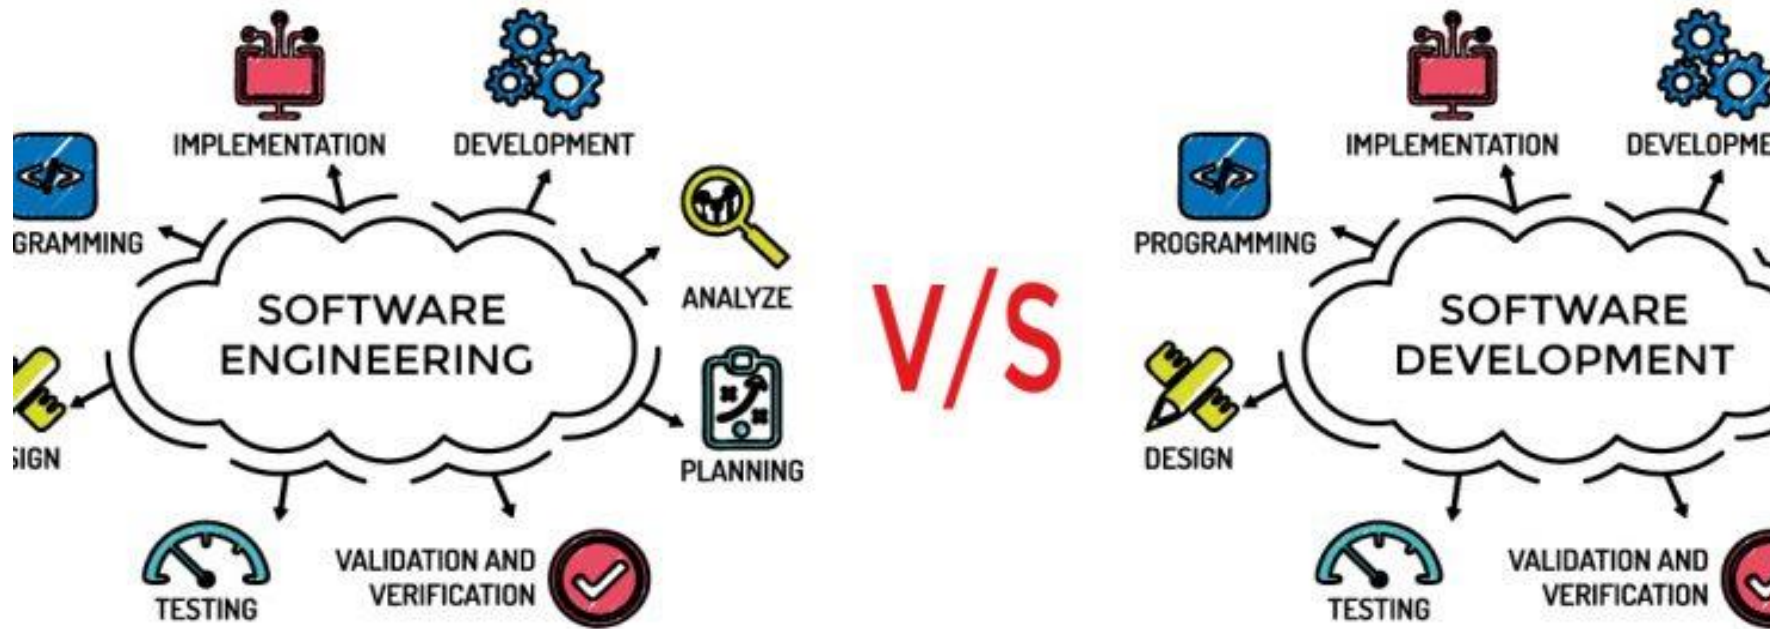 IMPLEMENTATION
DEVELOPMENT
GRAMMING
ANALYZE
SOFTWARE
ENGINEERING
SIGN
PLANNING
TESTING
VALIDATION AND
VERIFICATION
V/S
IMPLEMENTATION
DEVELOPME
PROGRAMMING
SOFTWARE
DEVELOPMENT
DESIGN
TESTING
VALIDATION AND
VERIFICATION